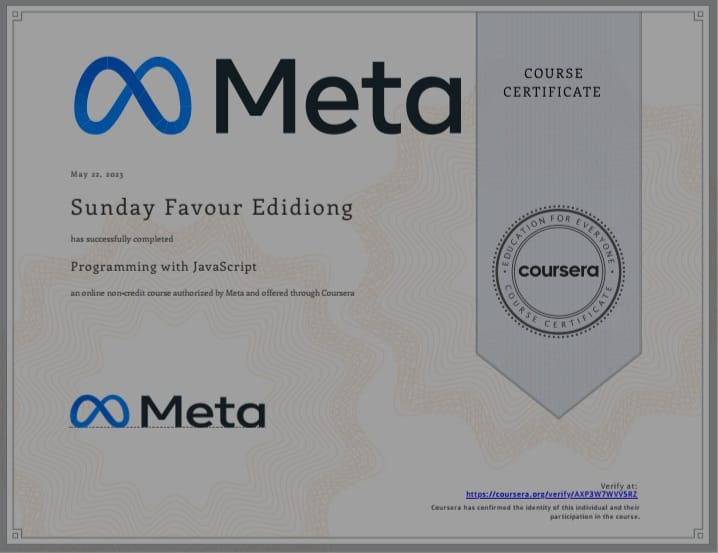 Meta
COURSE
CERTIFICATE
May 22, 2023
Sunday Favour Edidiong
has successfully completed
Programming with JavaScript
an online non-credit course authorized by Meta and offered through Coursera
EDUCATION FOR EVERYONE
coursera
COURSE CERTIFICATE
Meta
Verify at:
https://coursera.org/verify/AXP3W7WVV5RZ
Coursera has confirmed the identity of this individual and their
participation in the course.